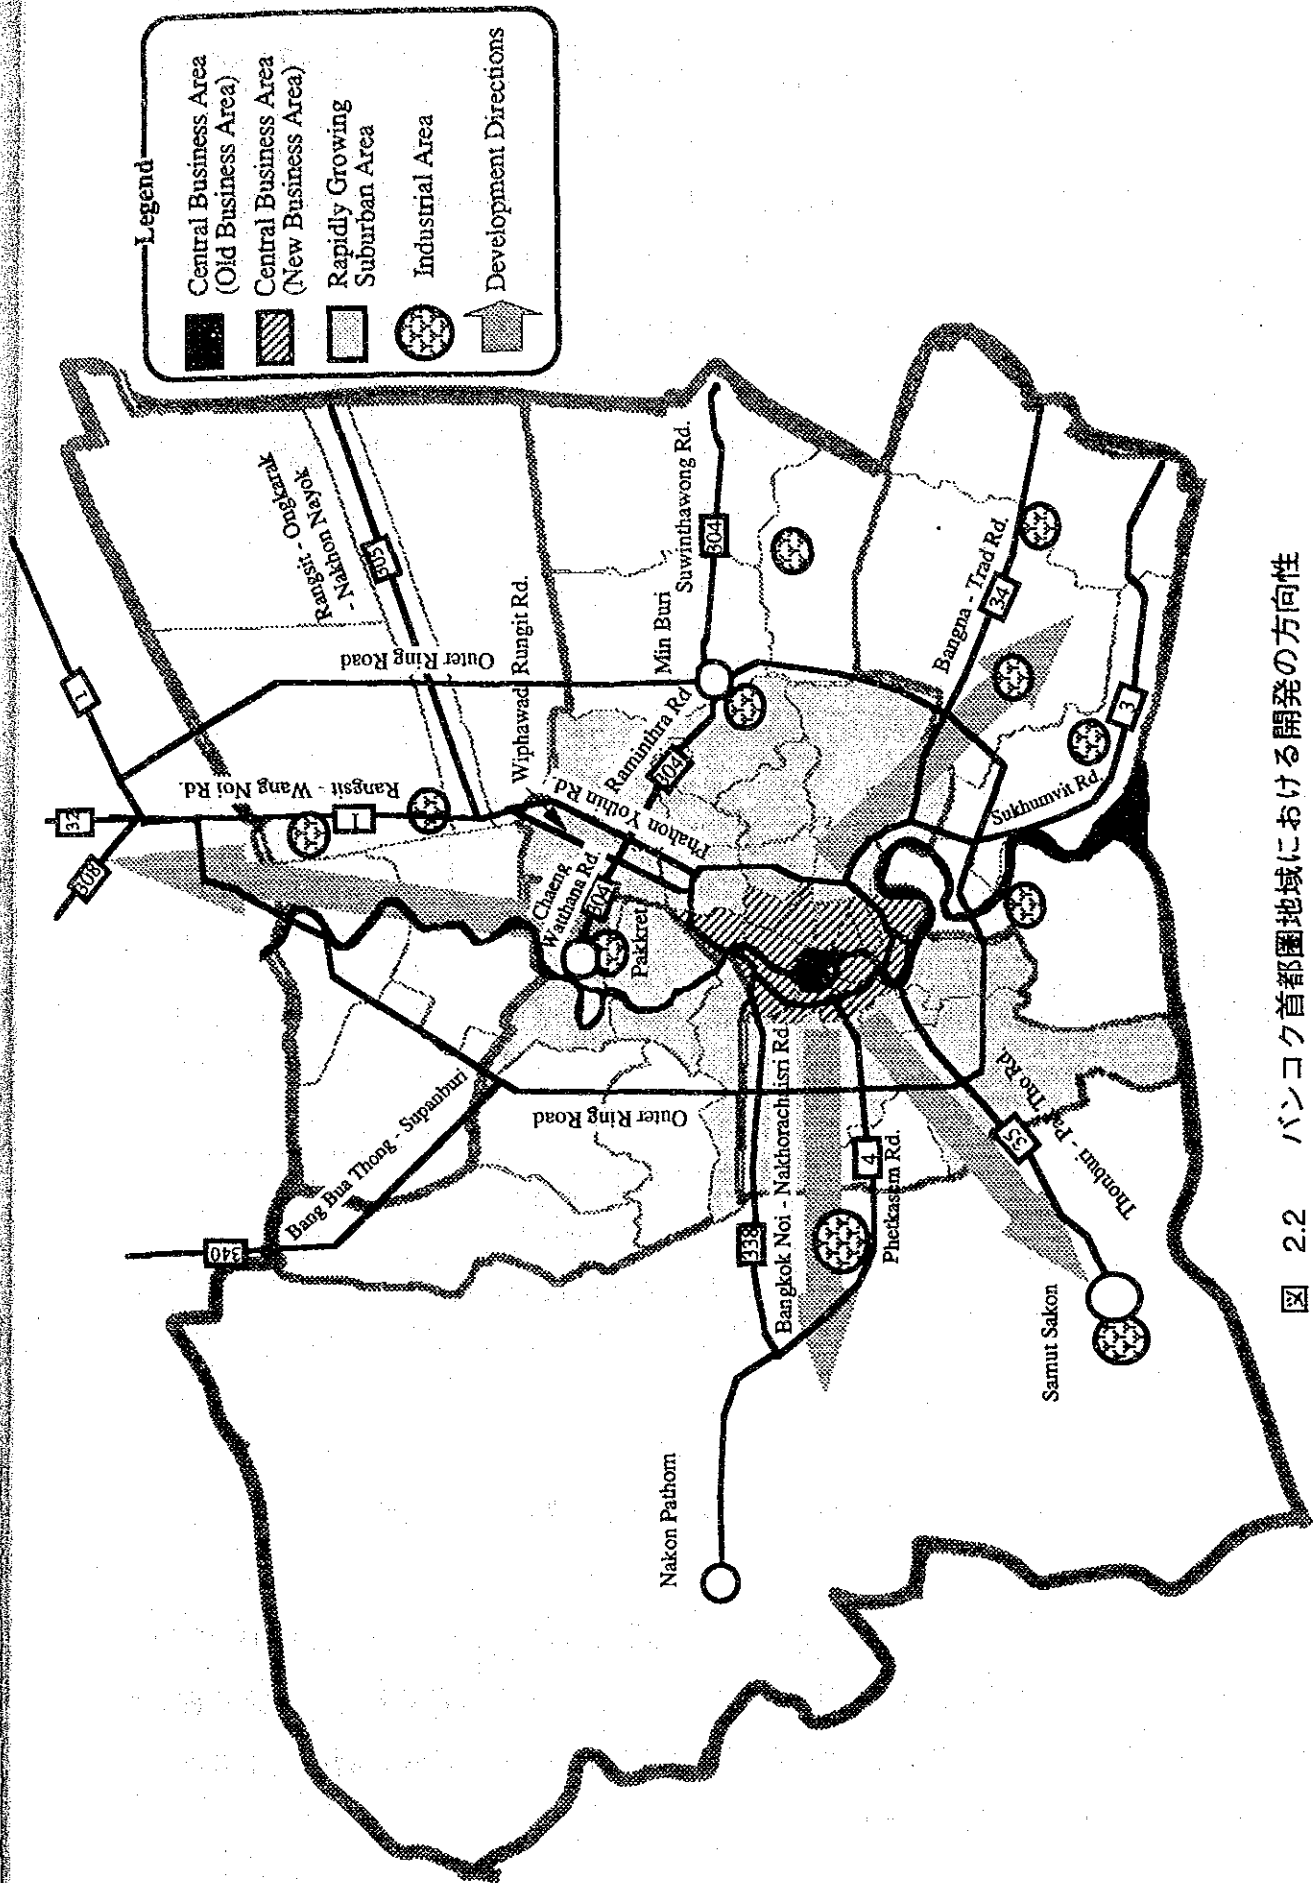 Legend
Central Business Area
(Old Business Area)
Central Business Area
(New Business Area)
Rapidly Growing
Suburban Area
Industrial Area
Development Directions
32
308
1
340
305
304
304
304
34
3
35
4
338
1
Rangsit - Wang Noi Rd.
Rangsit - Ongkarak
- Nakhon Nayok
Outer Ring Road
Wiphawadi Rungit Rd.
Phahon Yolhin Rd.
Raminthra Rd
Min Buri
Suwinthawong Rd.
Chaeng
Watthana Rd.
Pakkret
Bangna - Trad Rd.
Sukhumvit Rd.
Bang Bua Thong - Supanburi
Outer Ring Road
Bangkok Noi - Nakhorachaisri Rd.
Phetkasem Rd.
Thonburi - Pak Tho Rd.
Samut Sakon
Nakon Pathom
図 2.2 バンコク首都圏地域における開発の方向性